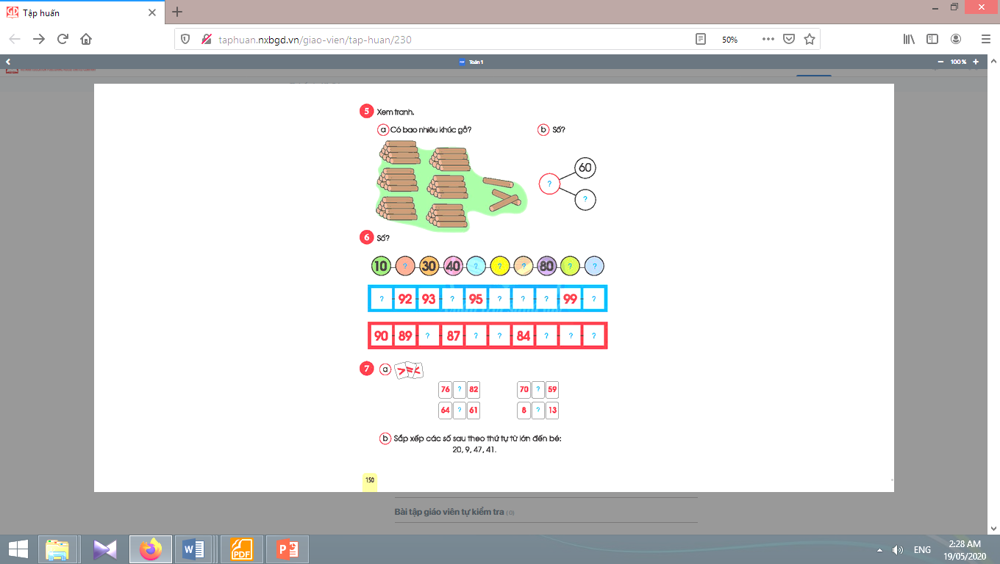 Tập huấn
taphuan.nxbgd.vn/giao-vien/tap-huan/230
50%
Toán 1
100 %
5 Xem tranh.
a Có bao nhiêu khúc gỗ?
b Số?
60
?
?
6 Số?
10 ? 30 40 ? ? ? 80 ? ?
? 92 93 ? 95 ? ? ? 99 ?
90 89 ? 87 ? ? 84 ? ? ?
7 a > = <
76 ? 82 70 ? 59
64 ? 61 8 ? 13
b Sắp xếp các số sau theo thứ tự từ lớn đến bé:
20, 9, 47, 41.
150
Bài tập giáo viên tự kiểm tra ( 0)
PDF
ENG
2:28 AM
19/05/2020